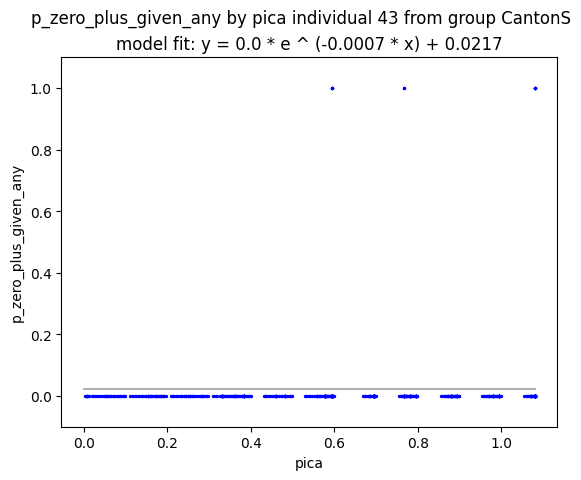 p_zero_plus_given_any by pica individual 43 from group CantonS
model fit: y = 0.0 * e ^ (-0.0007 * x) + 0.0217
1.0
0.8
0.6
0.4
0.2
0.0
p_zero_plus_given_any
0.0 0.2 0.4 0.6 0.8 1.0
pica